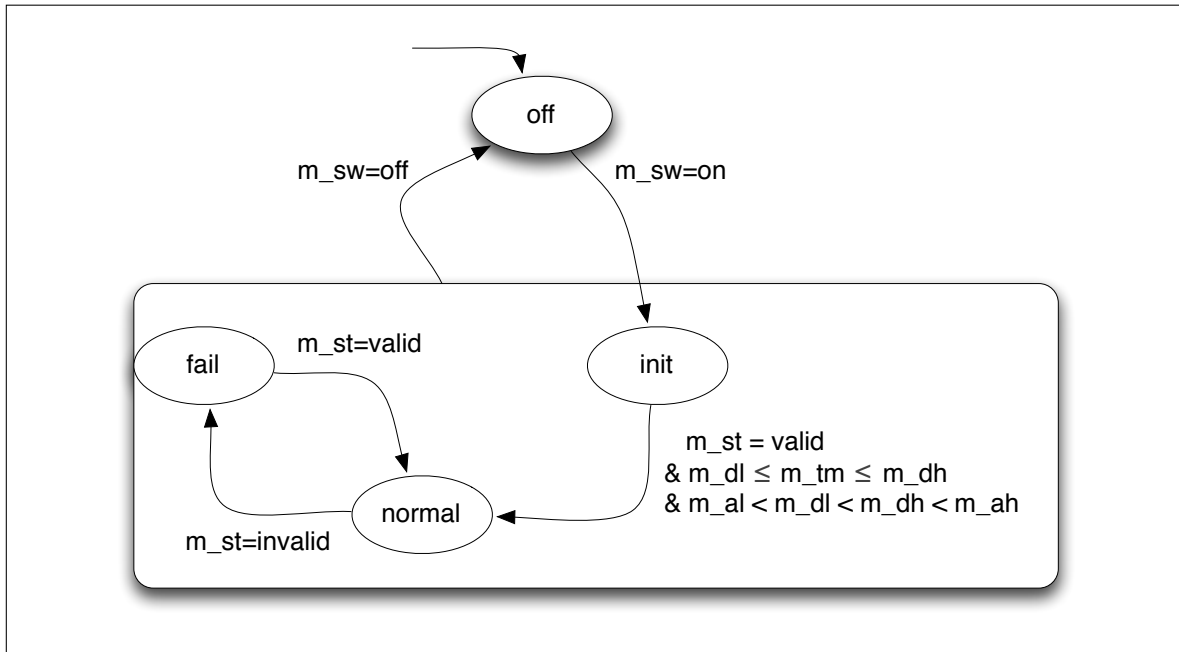 off
m_sw=off
m_sw=on
fail
m_st=valid
init
m_st = valid
& m_dl ≤ m_tm ≤ m_dh
& m_al < m_dl < m_dh < m_ah
normal
m_st=invalid